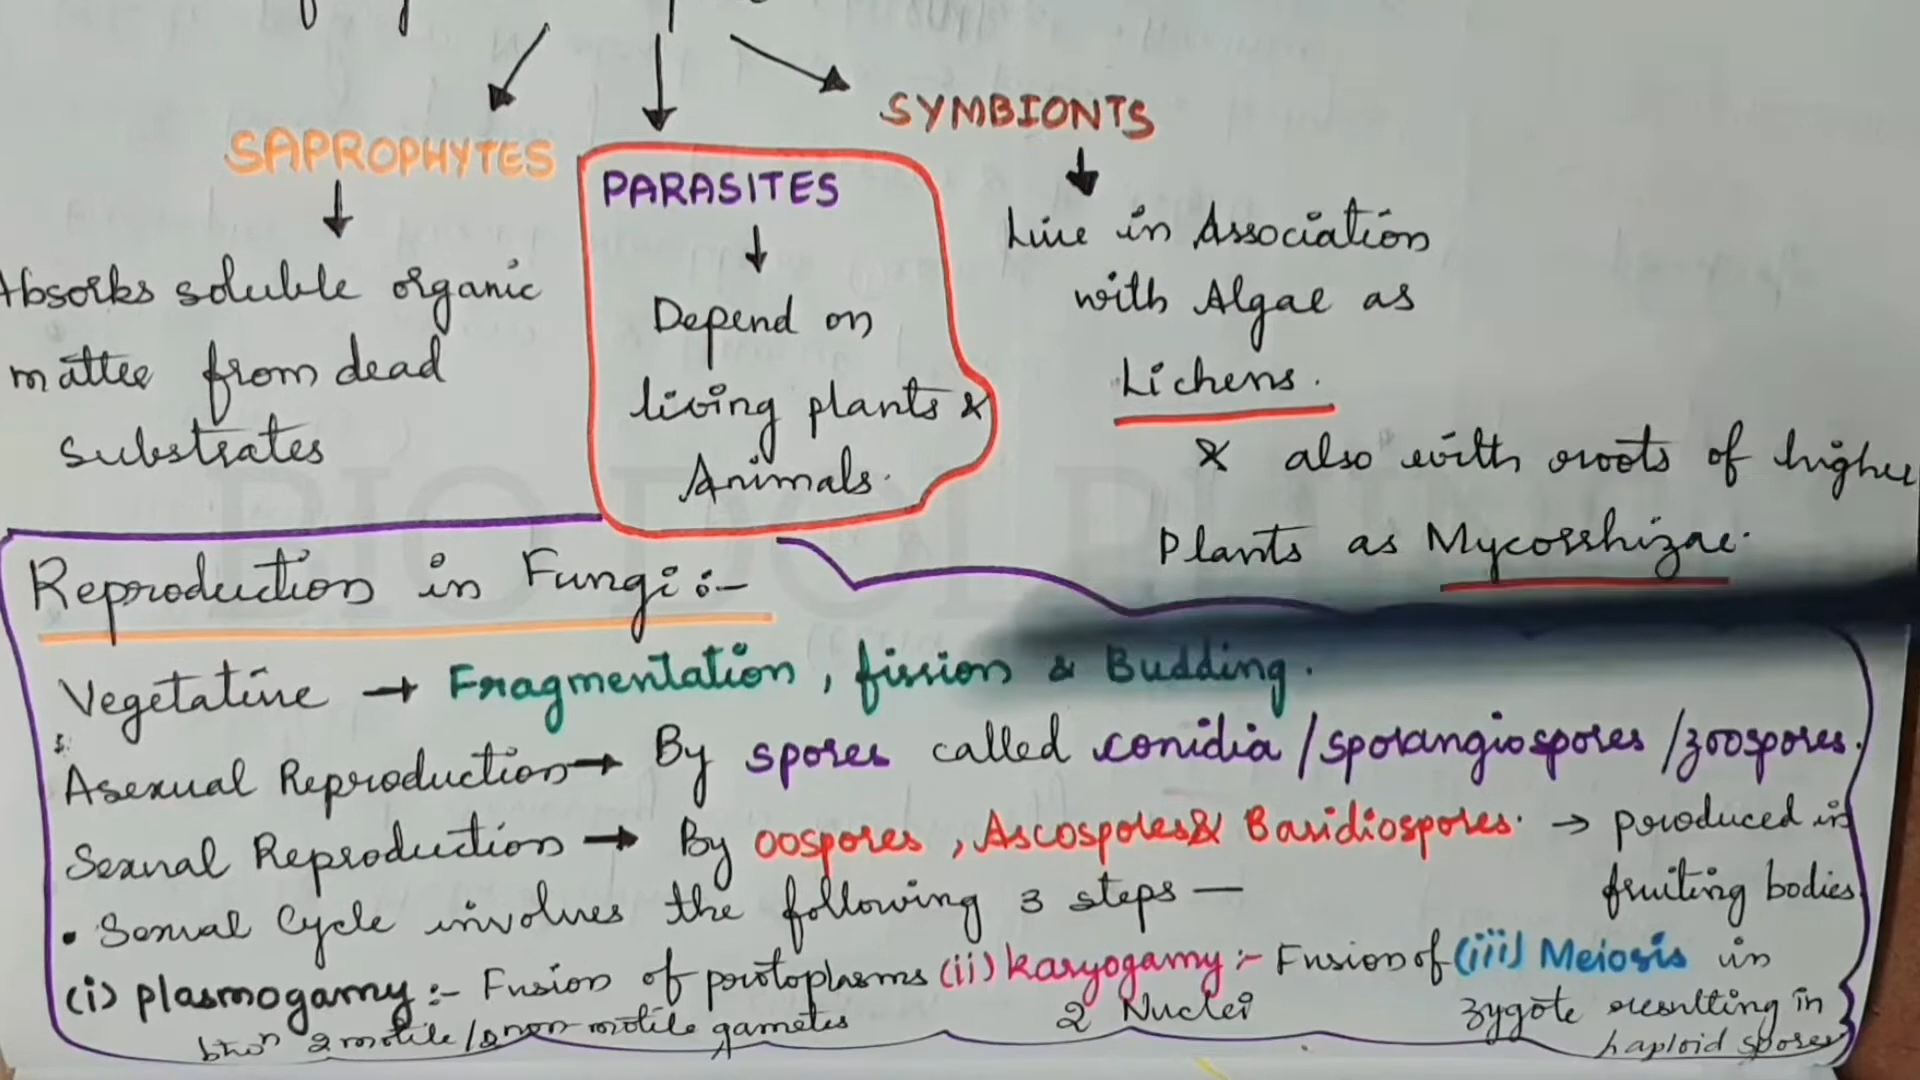 SAPROPHYTES
Absorbs soluble organic
matter from dead
substrates
PARASITES
Depend on
living plants &
Animals.
SYMBIONTS
Live in Association
with Algae as
Lichens.
& also with roots of higher
Plants as Mycorrhizae.
Reproduction in Fungi :-
Vegetative → Fragmentation, fission & Budding.
Asexual Reproduction → By spores called conidia /sporangiospores /zoospores.
Sexual Reproduction → By oospores, Ascospores & Basidiospores. → produced in
fruiting bodies
• Sexual Cycle involves the following 3 steps —
(i) plasmogamy :- Fusion of protoplasms
btwn 2 motile / 2 non-motile gametes
(ii) karyogamy :- Fusion of
2 Nuclei
(iii) Meiosis in
zygote resulting in
haploid spores